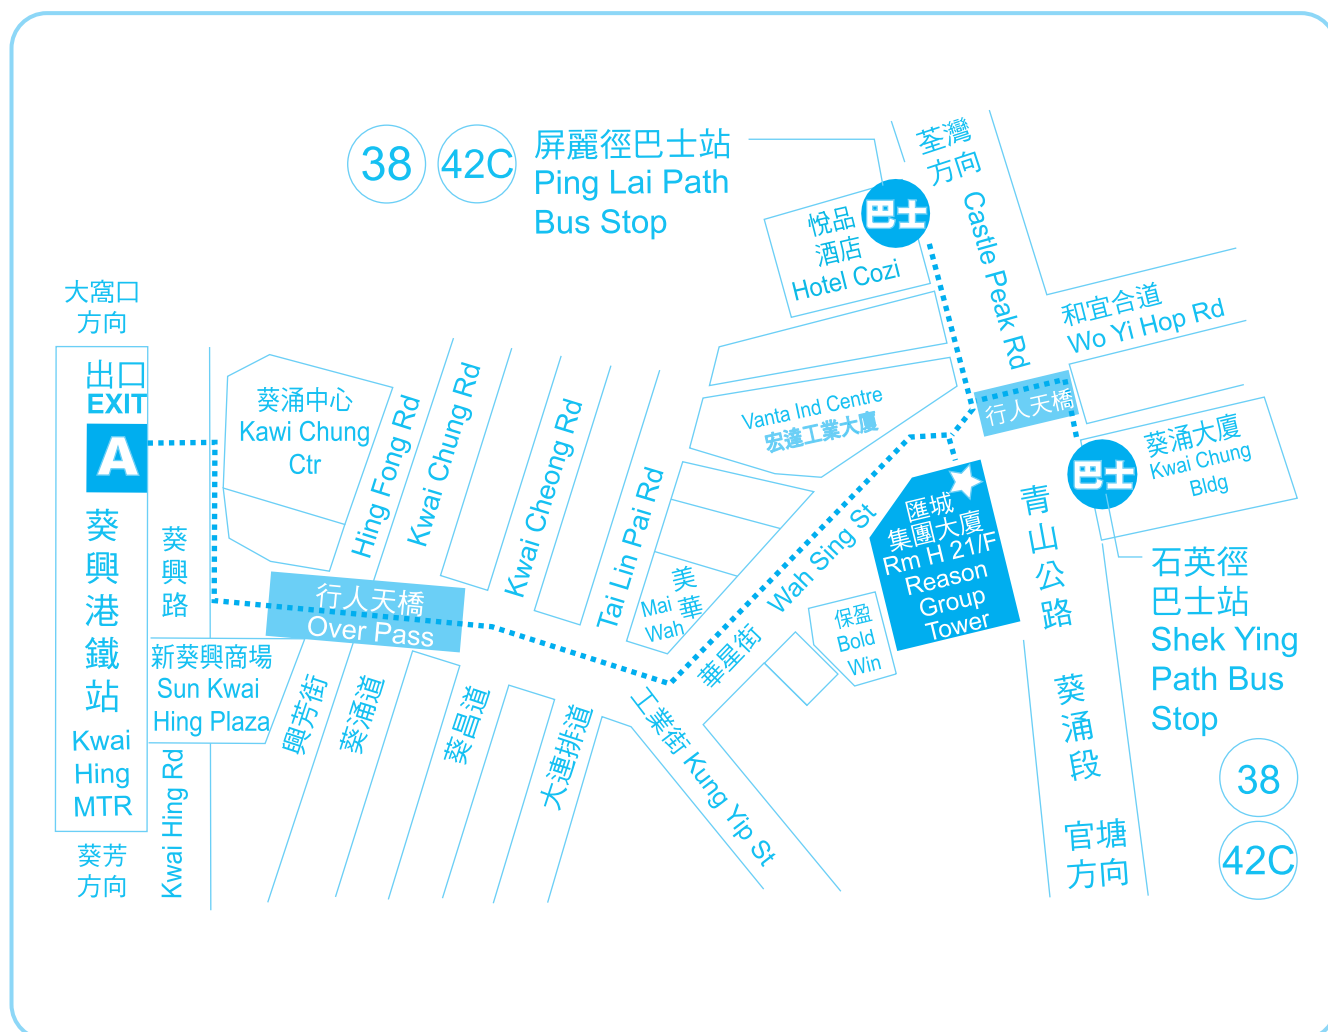 38
42C
屏麗徑巴士站
Ping Lai Path
Bus Stop
荃灣
方向
Castle Peak Rd
巴士
悅品
酒店
Hotel Cozi
和宜合道
Wo Yi Hop Rd
大窩口
方向
出口
EXIT
A
葵興港鐵站
Kwai
Hing
MTR
葵芳
方向
葵興路
Kwai Hing Rd
葵涌中心
Kawi Chung
Ctr
新葵興商場
Sun Kwai
Hing Plaza
Hing Fong Rd
Kwai Chung Rd
Kwai Cheong Rd
Tai Lin Pai Rd
行人天橋
Over Pass
興芳街
葵涌道
葵昌道
大連排道
工業街 Kung Yip St
Vanta Ind Centre
宏達工業大廈
美華
Mai
Wah
華星街
Wah Sing St
保盈
Bold
Win
匯城
集團大廈
Rm H 21/F
Reason
Group
Tower
行人天橋
巴士
葵涌大廈
Kwai Chung
Bldg
青山公路
葵涌段
官塘
方向
石英徑
巴士站
Shek Ying
Path Bus
Stop
38
42C